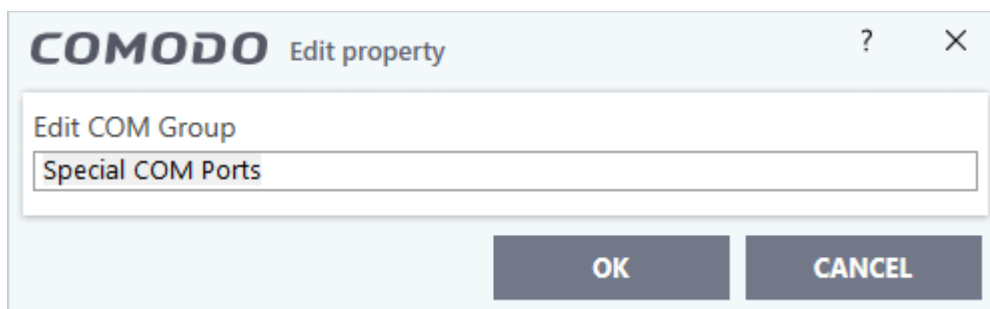 COMODO Edit property ? ×
Edit COM Group
Special COM Ports
OK CANCEL